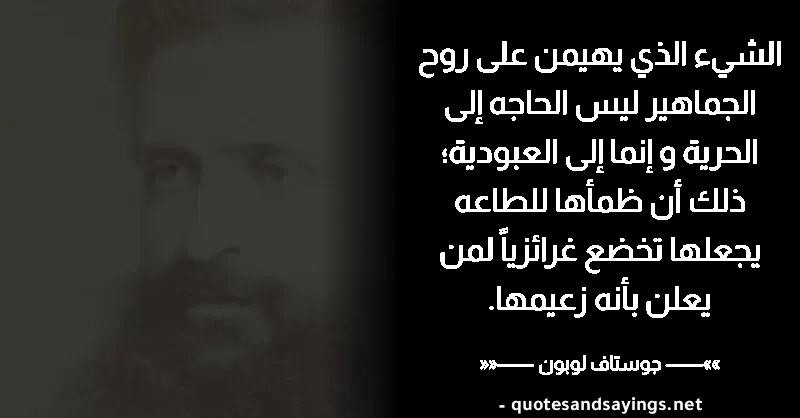 الشيء الذي يهيمن على روح
الجماهير ليس الحاجه إلى
الحرية و إنما إلى العبودية؛
ذلك أن ظمأها للطاعه
يجعلها تخضع غرائزياً لمن
يعلن بأنه زعيمها.
»»—— جوستاف لوبون ——««
- quotesandsayings.net